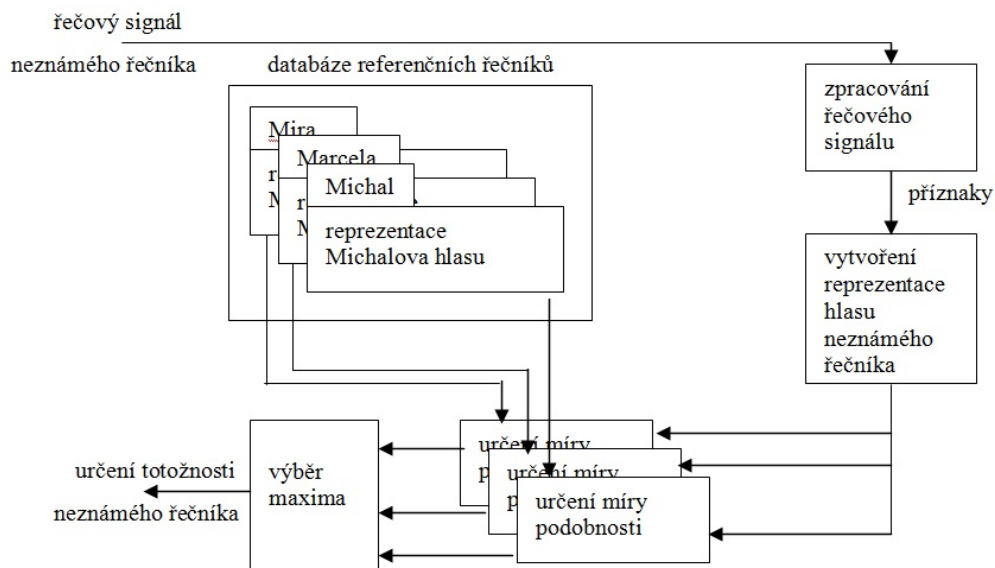 řečový signál
neznámého řečníka
databáze referenčních řečníků
zpracování
řečového
signálu
příznaky
vytvoření
reprezentace
hlasu
neznámého
řečníka
Mira
Marcela
Michal
reprezentace
Michalova hlasu
určení míry
určení míry
určení míry
podobnosti
výběr
maxima
určení totožnosti
neznámého řečníka